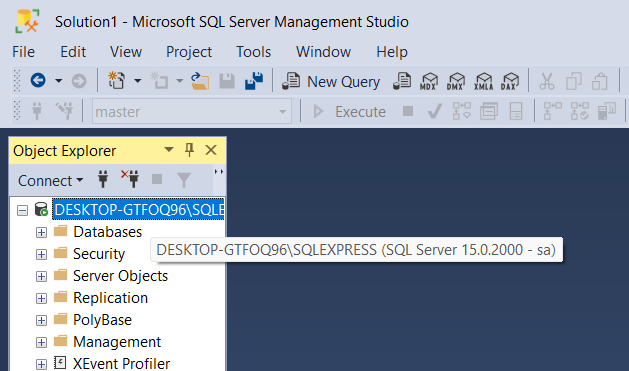 Solution1 - Microsoft SQL Server Management Studio
File Edit View Project Tools Window Help
New Query MDX DMX XMLA DAX
master Execute
Object Explorer
Connect
DESKTOP-GTFOQ96\SQLE
Databases
DESKTOP-GTFOQ96\SQLEXPRESS (SQL Server 15.0.2000 - sa)
Security
Server Objects
Replication
PolyBase
Management
XEvent Profiler